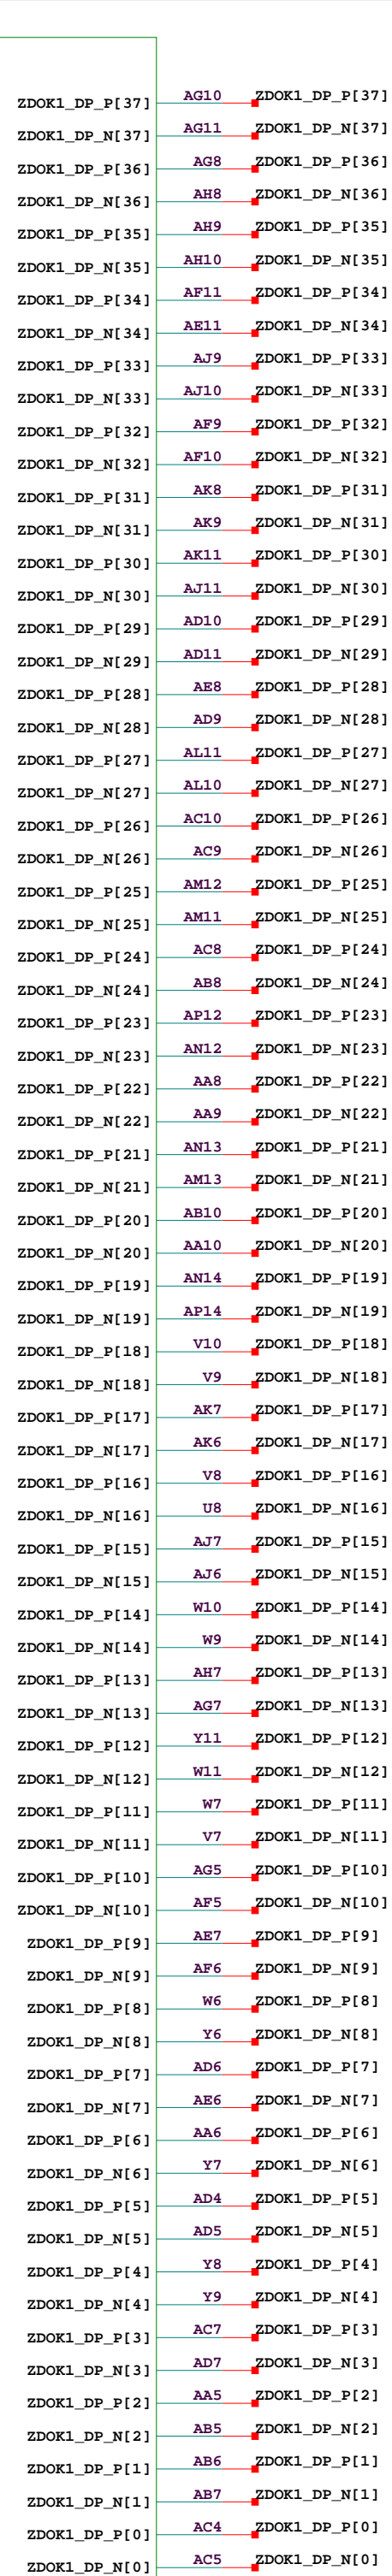 ZDOK1_DP_P[37] AG10 ZDOK1_DP_P[37]
ZDOK1_DP_N[37] AG11 ZDOK1_DP_N[37]
ZDOK1_DP_P[36] AG8 ZDOK1_DP_P[36]
ZDOK1_DP_N[36] AH8 ZDOK1_DP_N[36]
ZDOK1_DP_P[35] AH9 ZDOK1_DP_P[35]
ZDOK1_DP_N[35] AH10 ZDOK1_DP_N[35]
ZDOK1_DP_P[34] AF11 ZDOK1_DP_P[34]
ZDOK1_DP_N[34] AE11 ZDOK1_DP_N[34]
ZDOK1_DP_P[33] AJ9 ZDOK1_DP_P[33]
ZDOK1_DP_N[33] AJ10 ZDOK1_DP_N[33]
ZDOK1_DP_P[32] AF9 ZDOK1_DP_P[32]
ZDOK1_DP_N[32] AF10 ZDOK1_DP_N[32]
ZDOK1_DP_P[31] AK8 ZDOK1_DP_P[31]
ZDOK1_DP_N[31] AK9 ZDOK1_DP_N[31]
ZDOK1_DP_P[30] AK11 ZDOK1_DP_P[30]
ZDOK1_DP_N[30] AJ11 ZDOK1_DP_N[30]
ZDOK1_DP_P[29] AD10 ZDOK1_DP_P[29]
ZDOK1_DP_N[29] AD11 ZDOK1_DP_N[29]
ZDOK1_DP_P[28] AE8 ZDOK1_DP_P[28]
ZDOK1_DP_N[28] AD9 ZDOK1_DP_N[28]
ZDOK1_DP_P[27] AL11 ZDOK1_DP_P[27]
ZDOK1_DP_N[27] AL10 ZDOK1_DP_N[27]
ZDOK1_DP_P[26] AC10 ZDOK1_DP_P[26]
ZDOK1_DP_N[26] AC9 ZDOK1_DP_N[26]
ZDOK1_DP_P[25] AM12 ZDOK1_DP_P[25]
ZDOK1_DP_N[25] AM11 ZDOK1_DP_N[25]
ZDOK1_DP_P[24] AC8 ZDOK1_DP_P[24]
ZDOK1_DP_N[24] AB8 ZDOK1_DP_N[24]
ZDOK1_DP_P[23] AP12 ZDOK1_DP_P[23]
ZDOK1_DP_N[23] AN12 ZDOK1_DP_N[23]
ZDOK1_DP_P[22] AA8 ZDOK1_DP_P[22]
ZDOK1_DP_N[22] AA9 ZDOK1_DP_N[22]
ZDOK1_DP_P[21] AN13 ZDOK1_DP_P[21]
ZDOK1_DP_N[21] AM13 ZDOK1_DP_N[21]
ZDOK1_DP_P[20] AB10 ZDOK1_DP_P[20]
ZDOK1_DP_N[20] AA10 ZDOK1_DP_N[20]
ZDOK1_DP_P[19] AN14 ZDOK1_DP_P[19]
ZDOK1_DP_N[19] AP14 ZDOK1_DP_N[19]
ZDOK1_DP_P[18] V10 ZDOK1_DP_P[18]
ZDOK1_DP_N[18] V9 ZDOK1_DP_N[18]
ZDOK1_DP_P[17] AK7 ZDOK1_DP_P[17]
ZDOK1_DP_N[17] AK6 ZDOK1_DP_N[17]
ZDOK1_DP_P[16] V8 ZDOK1_DP_P[16]
ZDOK1_DP_N[16] U8 ZDOK1_DP_N[16]
ZDOK1_DP_P[15] AJ7 ZDOK1_DP_P[15]
ZDOK1_DP_N[15] AJ6 ZDOK1_DP_N[15]
ZDOK1_DP_P[14] W10 ZDOK1_DP_P[14]
ZDOK1_DP_N[14] W9 ZDOK1_DP_N[14]
ZDOK1_DP_P[13] AH7 ZDOK1_DP_P[13]
ZDOK1_DP_N[13] AG7 ZDOK1_DP_N[13]
ZDOK1_DP_P[12] Y11 ZDOK1_DP_P[12]
ZDOK1_DP_N[12] W11 ZDOK1_DP_N[12]
ZDOK1_DP_P[11] W7 ZDOK1_DP_P[11]
ZDOK1_DP_N[11] V7 ZDOK1_DP_N[11]
ZDOK1_DP_P[10] AG5 ZDOK1_DP_P[10]
ZDOK1_DP_N[10] AF5 ZDOK1_DP_N[10]
ZDOK1_DP_P[9] AE7 ZDOK1_DP_P[9]
ZDOK1_DP_N[9] AF6 ZDOK1_DP_N[9]
ZDOK1_DP_P[8] W6 ZDOK1_DP_P[8]
ZDOK1_DP_N[8] Y6 ZDOK1_DP_N[8]
ZDOK1_DP_P[7] AD6 ZDOK1_DP_P[7]
ZDOK1_DP_N[7] AE6 ZDOK1_DP_N[7]
ZDOK1_DP_P[6] AA6 ZDOK1_DP_P[6]
ZDOK1_DP_N[6] Y7 ZDOK1_DP_N[6]
ZDOK1_DP_P[5] AD4 ZDOK1_DP_P[5]
ZDOK1_DP_N[5] AD5 ZDOK1_DP_N[5]
ZDOK1_DP_P[4] Y8 ZDOK1_DP_P[4]
ZDOK1_DP_N[4] Y9 ZDOK1_DP_N[4]
ZDOK1_DP_P[3] AC7 ZDOK1_DP_P[3]
ZDOK1_DP_N[3] AD7 ZDOK1_DP_N[3]
ZDOK1_DP_P[2] AA5 ZDOK1_DP_P[2]
ZDOK1_DP_N[2] AB5 ZDOK1_DP_N[2]
ZDOK1_DP_P[1] AB6 ZDOK1_DP_P[1]
ZDOK1_DP_N[1] AB7 ZDOK1_DP_N[1]
ZDOK1_DP_P[0] AC4 ZDOK1_DP_P[0]
ZDOK1_DP_N[0] AC5 ZDOK1_DP_N[0]